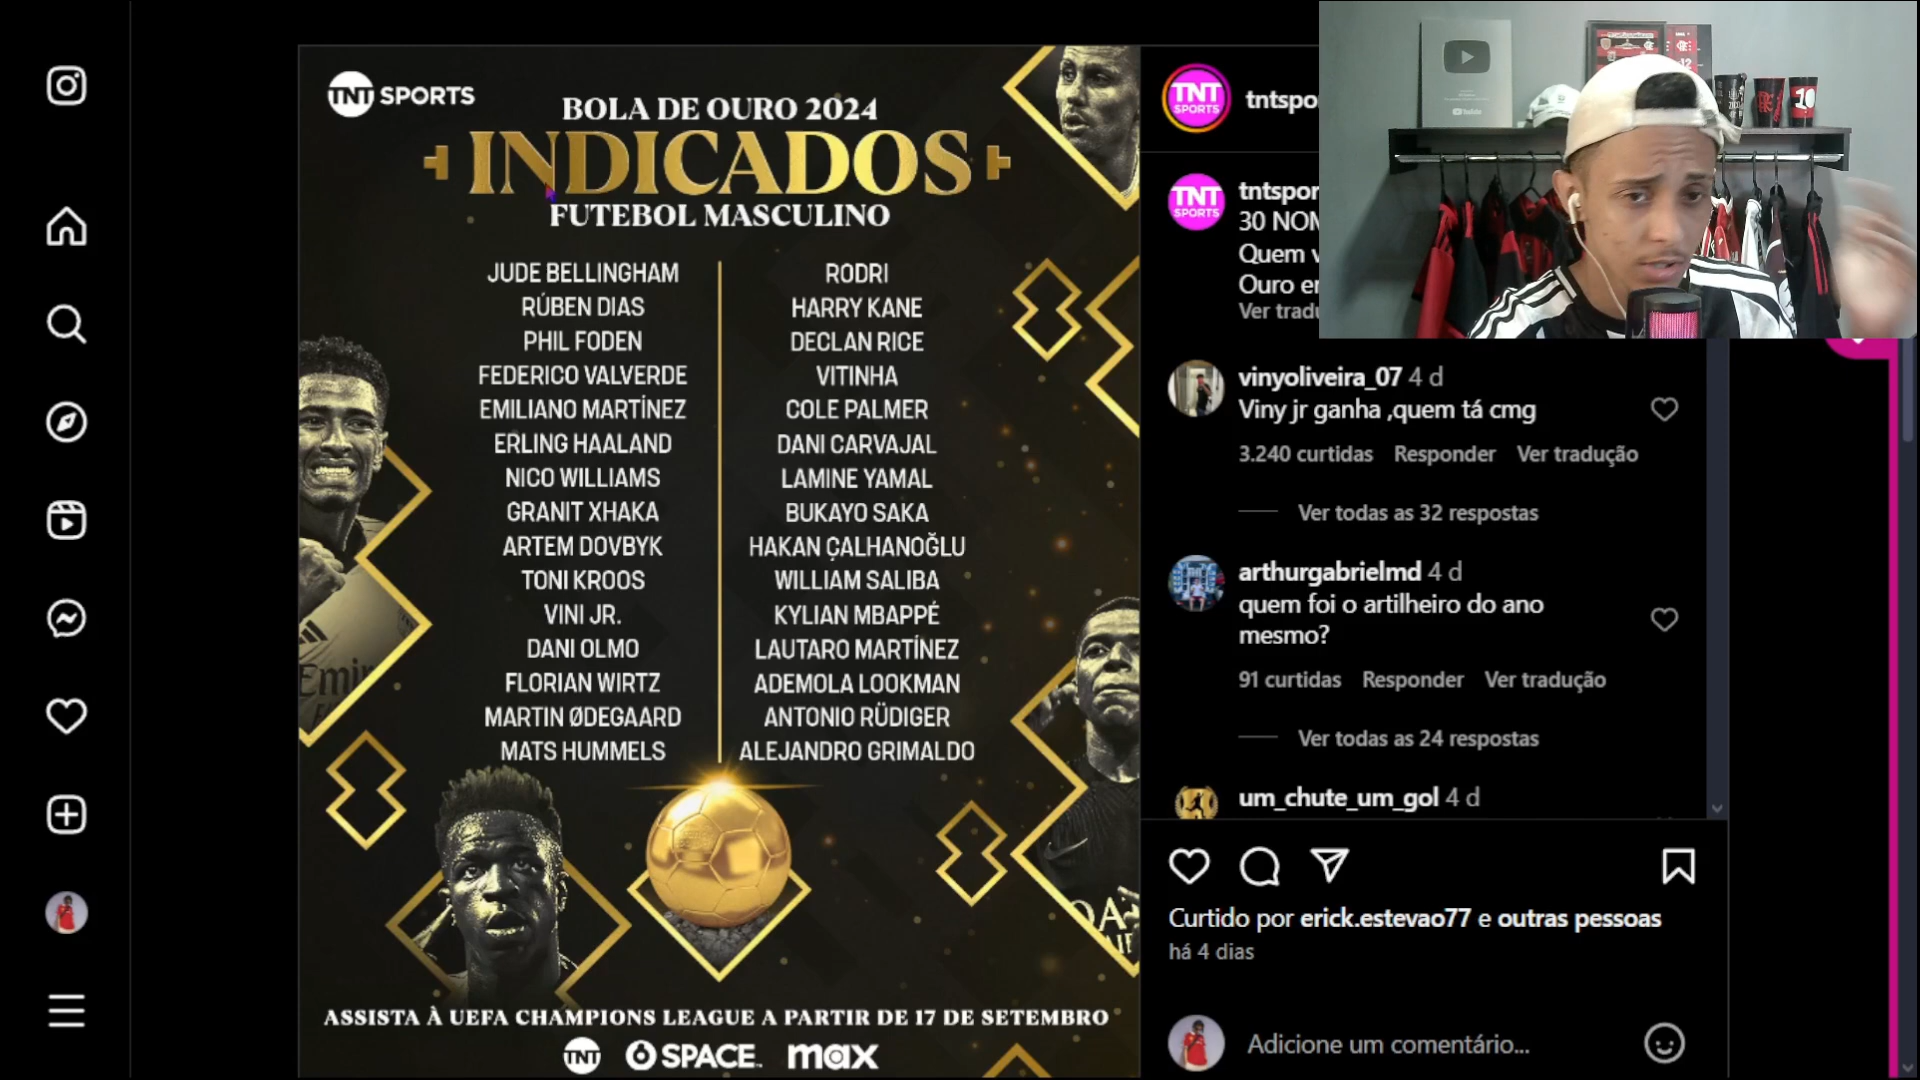 TNT SPORTS
BOLA DE OURO 2024
INDICADOS
FUTEBOL MASCULINO
JUDE BELLINGHAM
RÚBEN DIAS
PHIL FODEN
FEDERICO VALVERDE
EMILIANO MARTÍNEZ
ERLING HAALAND
NICO WILLIAMS
GRANIT XHAKA
ARTEM DOVBYK
TONI KROOS
VINI JR.
DANI OLMO
FLORIAN WIRTZ
MARTIN ØDEGAARD
MATS HUMMELS
RODRI
HARRY KANE
DECLAN RICE
VITINHA
COLE PALMER
DANI CARVAJAL
LAMINE YAMAL
BUKAYO SAKA
HAKAN ÇALHANOĞLU
WILLIAM SALIBA
KYLIAN MBAPPÉ
LAUTARO MARTÍNEZ
ADEMOLA LOOKMAN
ANTONIO RÜDIGER
ALEJANDRO GRIMALDO
ASSISTA À UEFA CHAMPIONS LEAGUE A PARTIR DE 17 DE SETEMBRO
TNT SPACE max
TNT SPORTS
tntspo
TNT SPORTS
tntspor
30 NOM
Quem v
Ouro e
Ver tradu
vinyoliveira_07 4 d
Viny jr ganha ,quem tá cmg
3.240 curtidas Responder Ver tradução
Ver todas as 32 respostas
arthurgabrielmd 4 d
quem foi o artilheiro do ano
mesmo?
91 curtidas Responder Ver tradução
Ver todas as 24 respostas
um_chute_um_gol 4 d
Curtido por erick.estevao77 e outras pessoas
há 4 dias
Adicione um comentário...